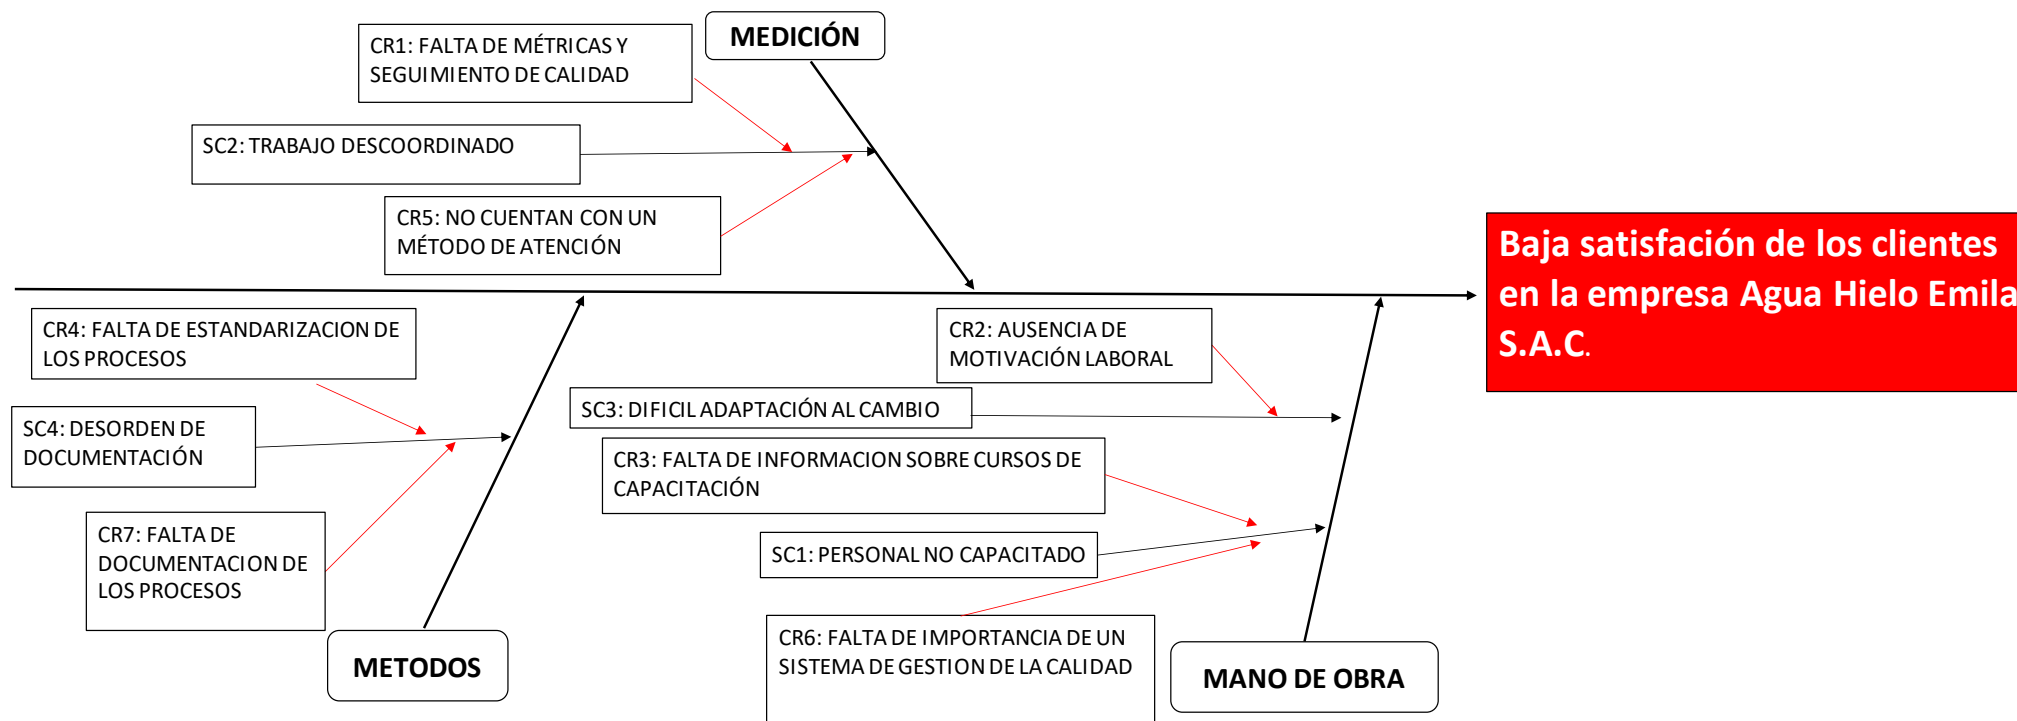 MEDICIÓN
CR1: FALTA DE MÉTRICAS Y
SEGUIMIENTO DE CALIDAD
SC2: TRABAJO DESCOORDINADO
CR5: NO CUENTAN CON UN
MÉTODO DE ATENCIÓN
Baja satisfación de los clientes
en la empresa Agua Hielo Emila
S.A.C.
CR4: FALTA DE ESTANDARIZACION DE
LOS PROCESOS
SC4: DESORDEN DE
DOCUMENTACIÓN
CR7: FALTA DE
DOCUMENTACION DE
LOS PROCESOS
METODOS
CR2: AUSENCIA DE
MOTIVACIÓN LABORAL
SC3: DIFICIL ADAPTACIÓN AL CAMBIO
CR3: FALTA DE INFORMACION SOBRE CURSOS DE
CAPACITACIÓN
SC1: PERSONAL NO CAPACITADO
CR6: FALTA DE IMPORTANCIA DE UN
SISTEMA DE GESTION DE LA CALIDAD
MANO DE OBRA